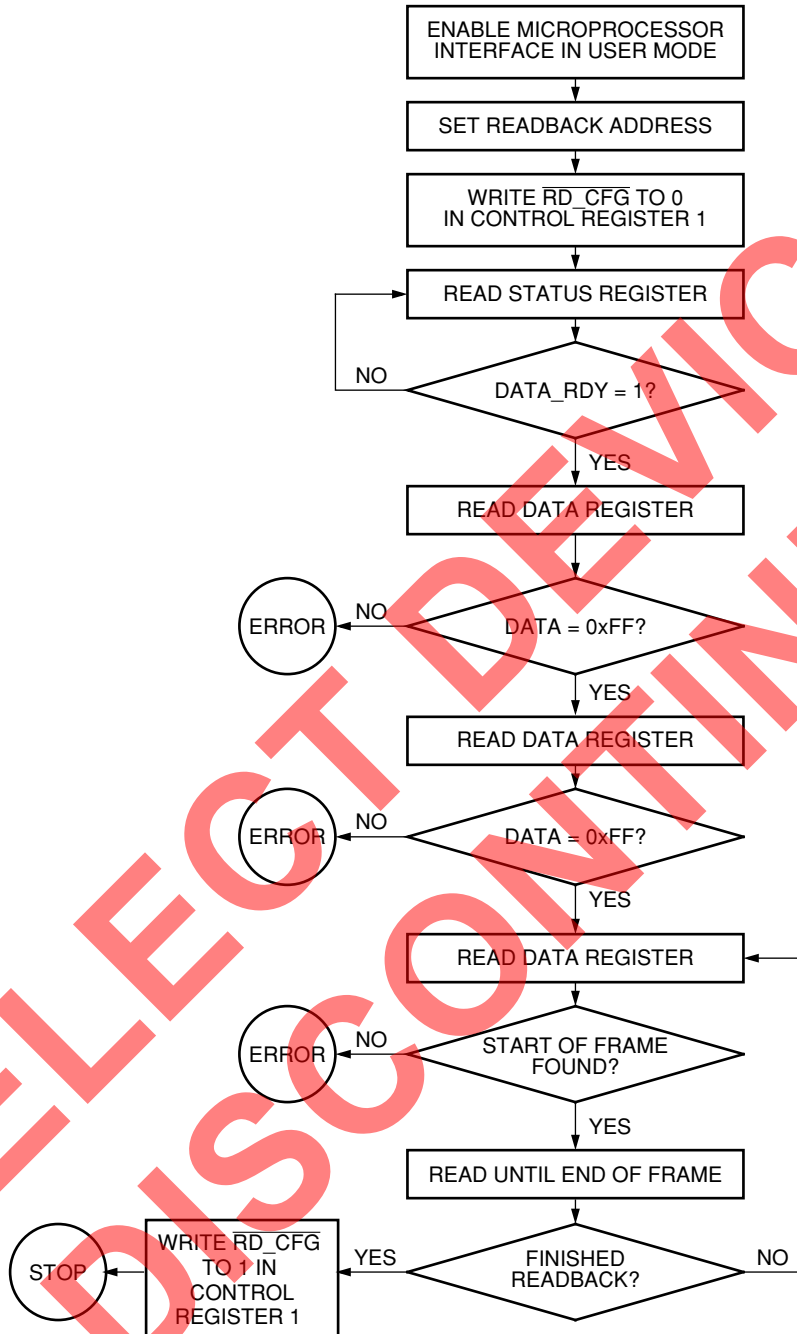 ENABLE MICROPROCESSOR
INTERFACE IN USER MODE
SET READBACK ADDRESS
WRITE RD_CFG TO 0
IN CONTROL REGISTER 1
READ STATUS REGISTER
NO
DATA_RDY = 1?
YES
READ DATA REGISTER
ERROR
NO
DATA = 0xFF?
YES
READ DATA REGISTER
ERROR
NO
DATA = 0xFF?
YES
READ DATA REGISTER
ERROR
NO
START OF FRAME
FOUND?
YES
READ UNTIL END OF FRAME
STOP
WRITE RD_CFG
TO 1 IN
CONTROL
REGISTER 1
YES
FINISHED
READBACK?
NO
ELECT DEVIC
DISCONTIN